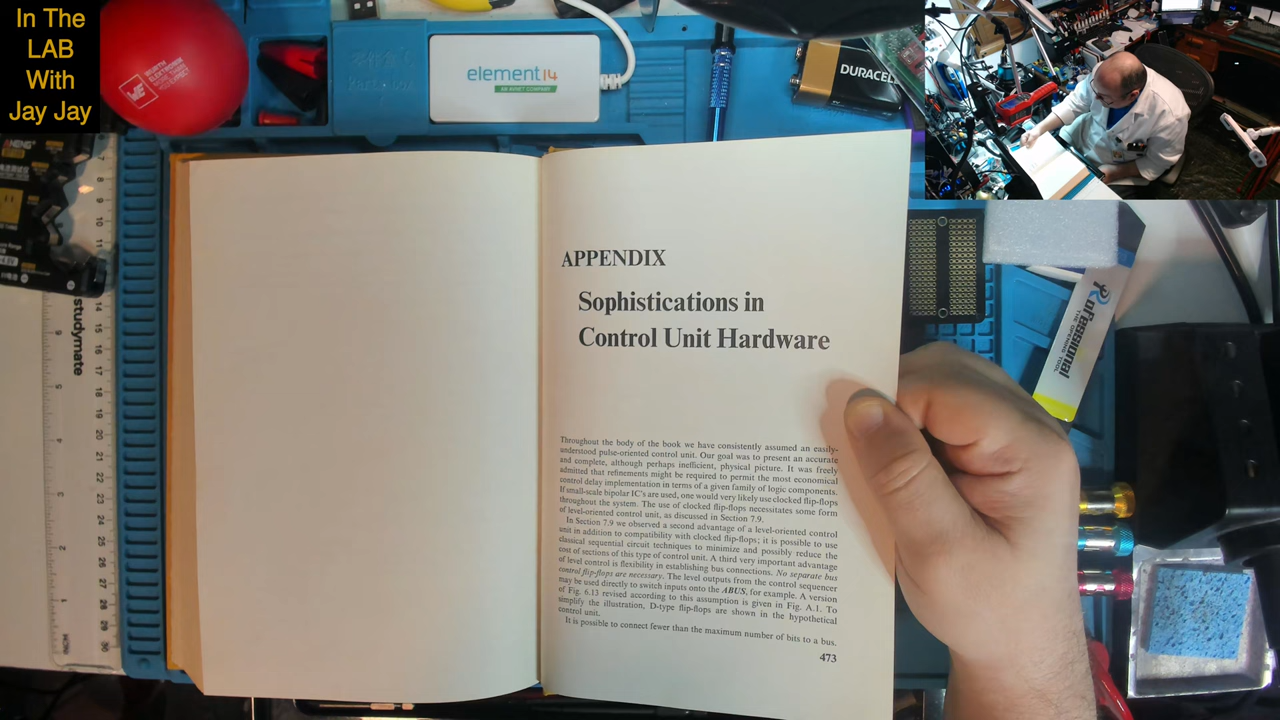 In The
LAB
With
Jay Jay
WÜRTH
ELEKTRONIK
MORE THAN
YOU EXPECT
WE
element14
AN AVNET COMPANY
DURACELL
studymate
Professional
THE OPENING TOOL
APPENDIX
Sophistications in
Control Unit Hardware
Throughout the body of the book we have consistently assumed an easily-
understood pulse-oriented control unit. Our goal was to present an accurate
and complete, although perhaps inefficient, physical picture. It was freely
admitted that refinements might be required to permit the most economical
control delay implementation in terms of a given family of logic components.
If small-scale bipolar IC's are used, one would very likely use clocked flip-flops
throughout the system. The use of clocked flip-flops necessitates some form
of level-oriented control unit, as discussed in Section 7.9.
In Section 7.9 we observed a second advantage of a level-oriented control
unit in addition to compatibility with clocked flip-flops; it is possible to use
classical sequential circuit techniques to minimize and possibly reduce the
cost of sections of this type of control unit. A third very important advantage
of level control is flexibility in establishing bus connections. No separate bus
control flip-flops are necessary. The level outputs from the control sequencer
may be used directly to switch inputs onto the ABUS, for example. A version
of Fig. 6.13 revised according to this assumption is given in Fig. A.1. To
simplify the illustration, D-type flip-flops are shown in the hypothetical
control unit.
It is possible to connect fewer than the maximum number of bits to a bus.
473